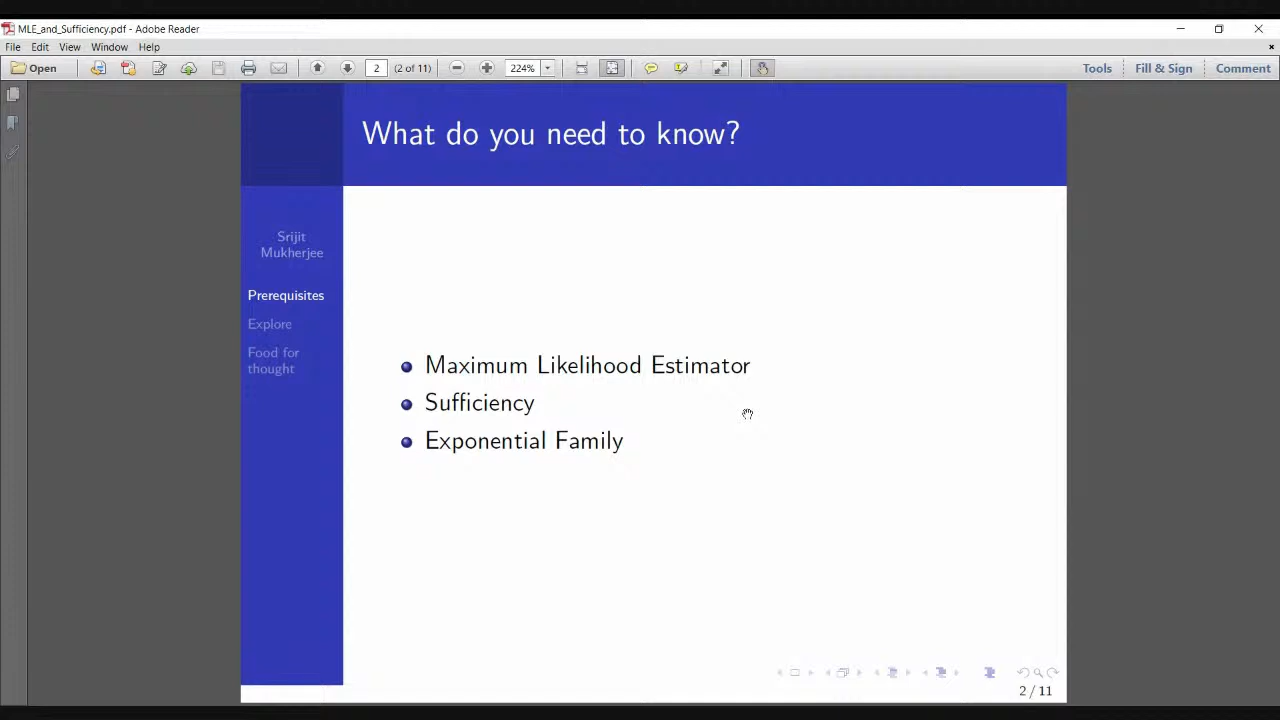 MLE_and_Sufficiency.pdf - Adobe Reader
File Edit View Window Help
Open 2 (2 of 11) 224% Tools Fill & Sign Comment
What do you need to know?
Srijit
Mukherjee
Prerequisites
Explore
Food for
thought
Maximum Likelihood Estimator
Sufficiency
Exponential Family
2 / 11